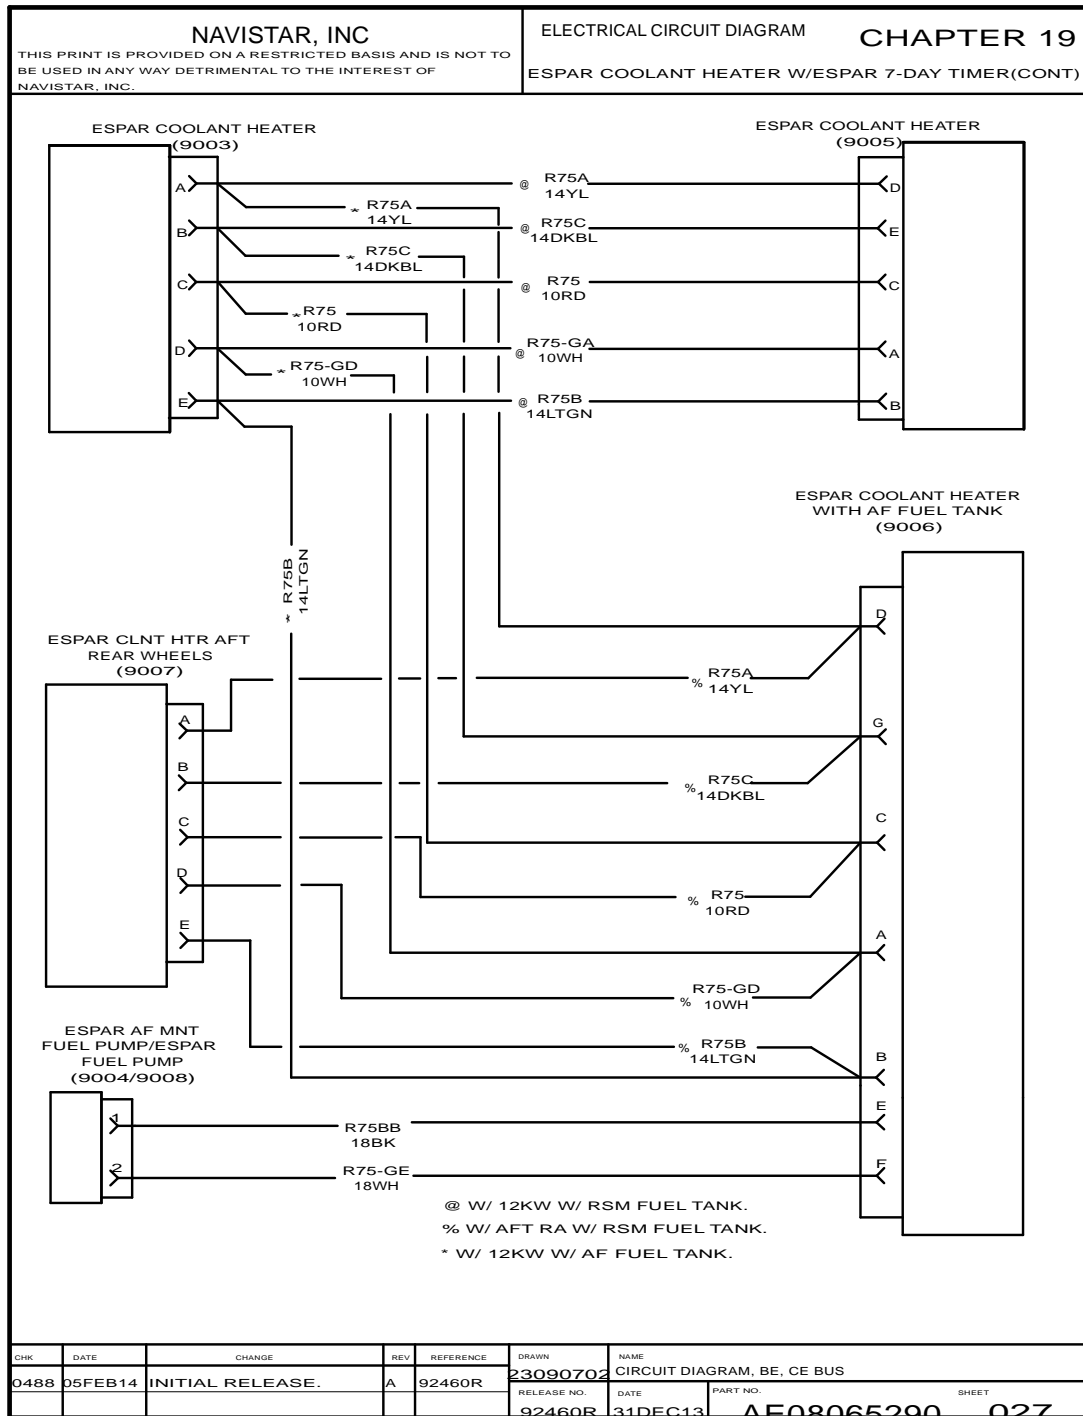 NAVISTAR, INC
THIS PRINT IS PROVIDED ON A RESTRICTED BASIS AND IS NOT TO
BE USED IN ANY WAY DETRIMENTAL TO THE INTEREST OF
NAVISTAR, INC.
ELECTRICAL CIRCUIT DIAGRAM
CHAPTER 19
ESPAR COOLANT HEATER W/ESPAR 7-DAY TIMER(CONT)
ESPAR COOLANT HEATER
(9003)
ESPAR COOLANT HEATER
(9005)
A
@ R75A
14YL
D
* R75A
14YL
B
@ R75C
14DKBL
E
* R75C
14DKBL
C
@ R75
10RD
C
* R75
10RD
D
@ R75-GA
10WH
A
* R75-GD
10WH
E
@ R75B
14LTGN
B
ESPAR COOLANT HEATER
WITH AF FUEL TANK
(9006)
* R75B
14LTGN
D
ESPAR CLNT HTR AFT
REAR WHEELS
(9007)
% R75A
14YL
A
G
B
% R75C
14DKBL
C
C
D
% R75
10RD
E
A
% R75-GD
10WH
ESPAR AF MNT
FUEL PUMP/ESPAR
FUEL PUMP
(9004/9008)
% R75B
14LTGN
B
1
R75BB
18BK
E
2
R75-GE
18WH
F
@ W/ 12KW W/ RSM FUEL TANK.
% W/ AFT RA W/ RSM FUEL TANK.
* W/ 12KW W/ AF FUEL TANK.
CHK DATE CHANGE REV REFERENCE
0488 05FEB14 INITIAL RELEASE. A 92460R
DRAWN
23090702
NAME
CIRCUIT DIAGRAM, BE, CE BUS
RELEASE NO.
92460R
DATE
31DEC13
PART NO.
AE08065290
SHEET
027